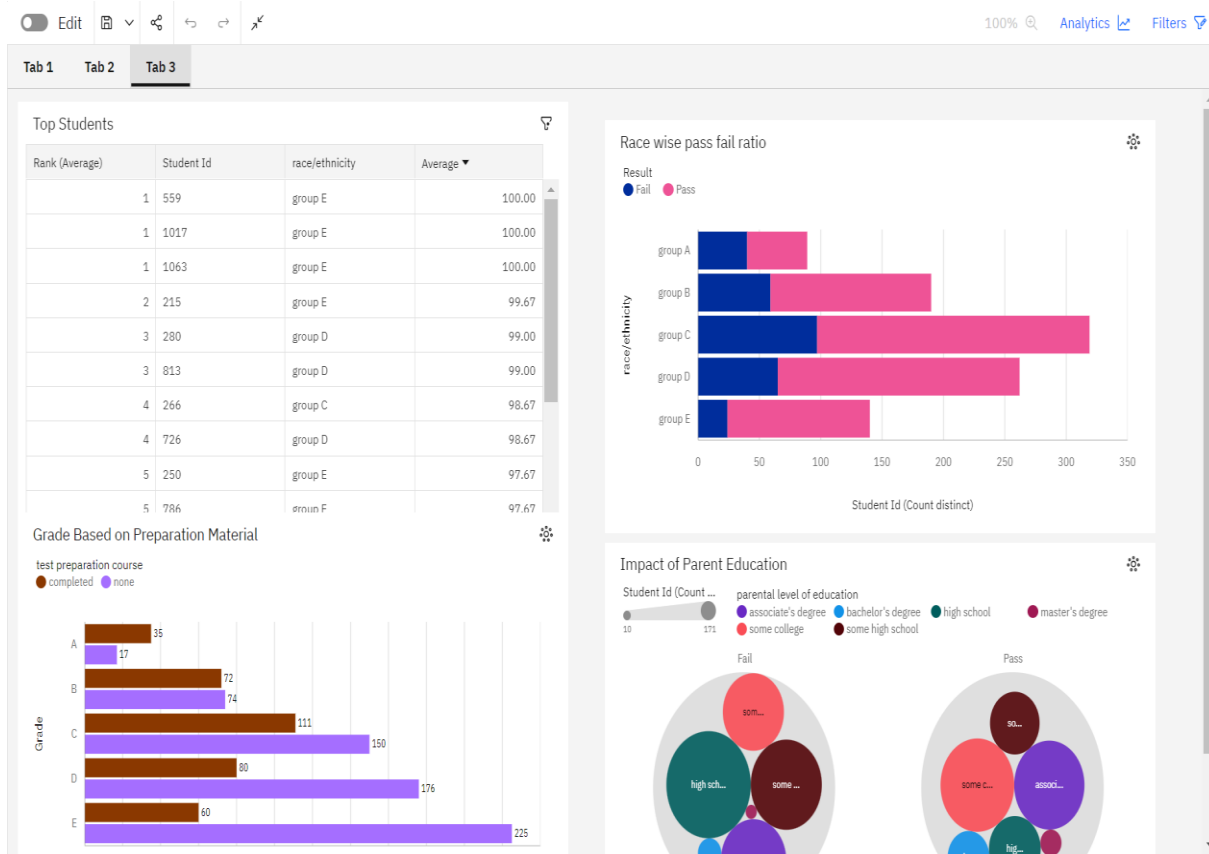 Edit
100%
Analytics
Filters
Tab 1 Tab 2 Tab 3
Top Students
Rank (Average) Student Id race/ethnicity Average ▼
1 559 group E 100.00
1 1017 group E 100.00
1 1063 group E 100.00
2 215 group E 99.67
3 280 group D 99.00
3 813 group D 99.00
4 266 group C 98.67
4 726 group D 98.67
5 250 group E 97.67
5 786 group E 97.67
Race wise pass fail ratio
Result
Fail Pass
race/ethnicity
group A
group B
group C
group D
group E
0 50 100 150 200 250 300 350
Student Id (Count distinct)
Grade Based on Preparation Material
test preparation course
completed none
Grade
A 35
17
B 72
74
C 111
150
D 80
176
E 60
225
Impact of Parent Education
Student Id (Count ...
10 171
parental level of education
associate's degree bachelor's degree high school master's degree
some college some high school
Fail
som...
high sch...
some ...
Pass
so...
some c...
associ...
hig...